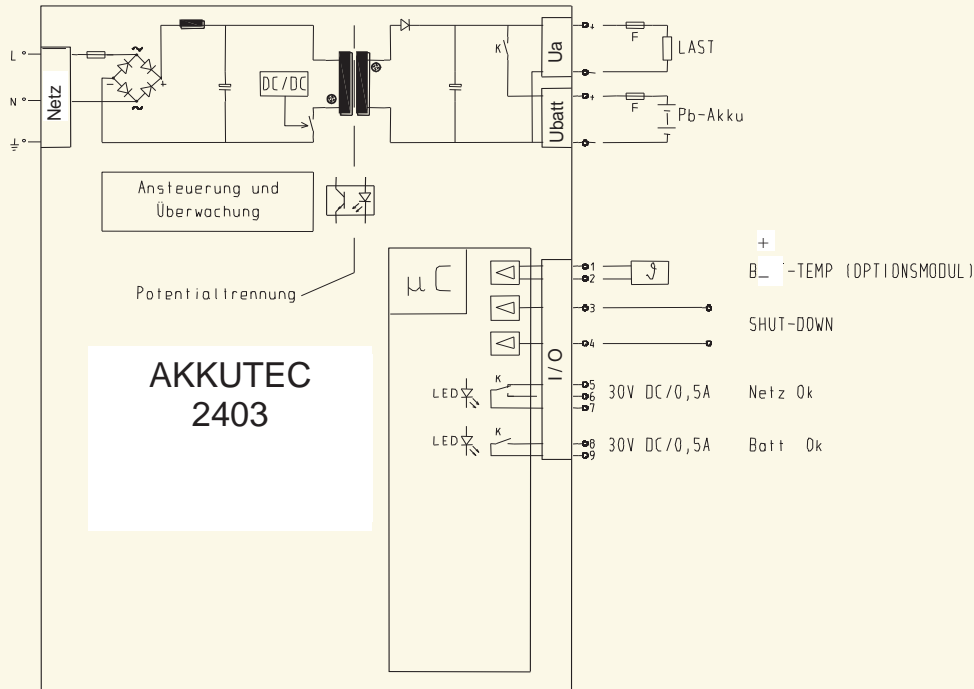 L
N
Netz
~
~
-
+
DC/DC
K
Ua
+
-
F
LAST
Ubatt
+
-
F
Pb-Akku
Ansteuerung und
Überwachung
Potentialtrennung
µC
I/O
1
2
3
4
5
6
7
8
9
ϑ
+
–
-TEMP (OPTIONSMODUL)
SHUT-DOWN
LED
K
30V DC/0,5A
Netz Ok
LED
K
30V DC/0,5A
Batt Ok
AKKUTEC
2403